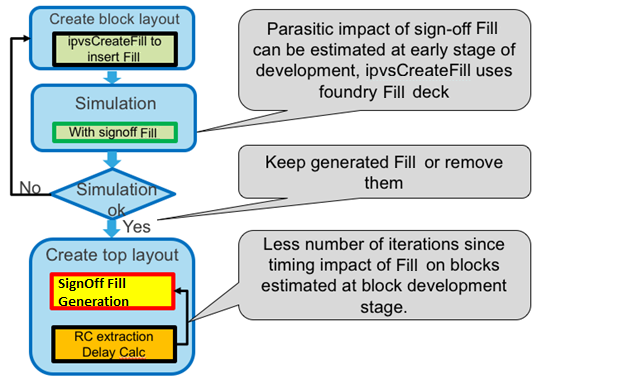 Create block layout
ipvsCreateFill to
insert Fill
Simulation
With signoff Fill
Simulation
ok
No
Yes
Create top layout
SignOff Fill
Generation
RC extraction
Delay Calc
Parasitic impact of sign-off Fill
can be estimated at early stage of
development, ipvsCreateFill uses
foundry Fill deck
Keep generated Fill or remove
them
Less number of iterations since
timing impact of Fill on blocks
estimated at block development
stage.